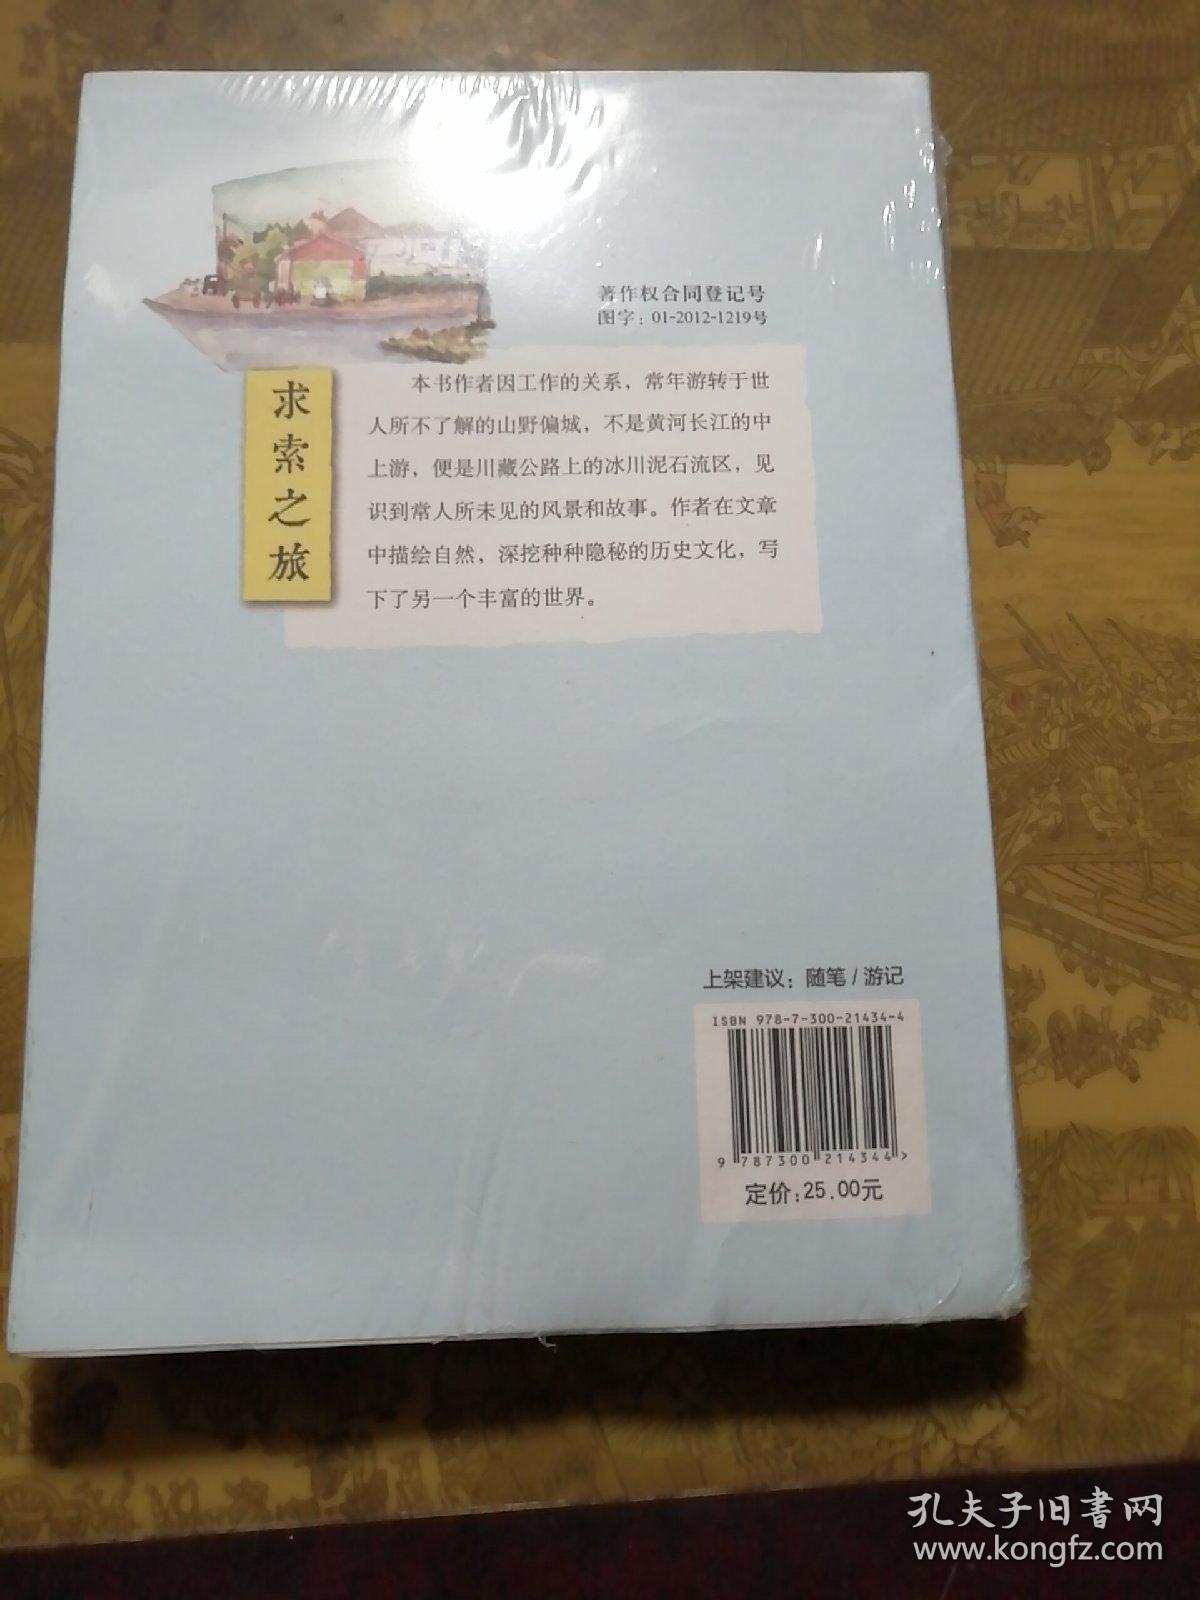 著作权合同登记号
图字：01-2012-1219号
求索之旅
本书作者因工作的关系，常年游转于世
人所不了解的山野偏城，不是黄河长江的中
上游，便是川藏公路上的冰川泥石流区，见
识到常人所未见的风景和故事。作者在文章
中描绘自然，深挖种种隐秘的历史文化，写
下了另一个丰富的世界。
上架建议：随笔/游记
ISBN 978-7-300-21434-4
9 787300 214344>
定价:25.00元
孔夫子旧书网
www.kongfz.com